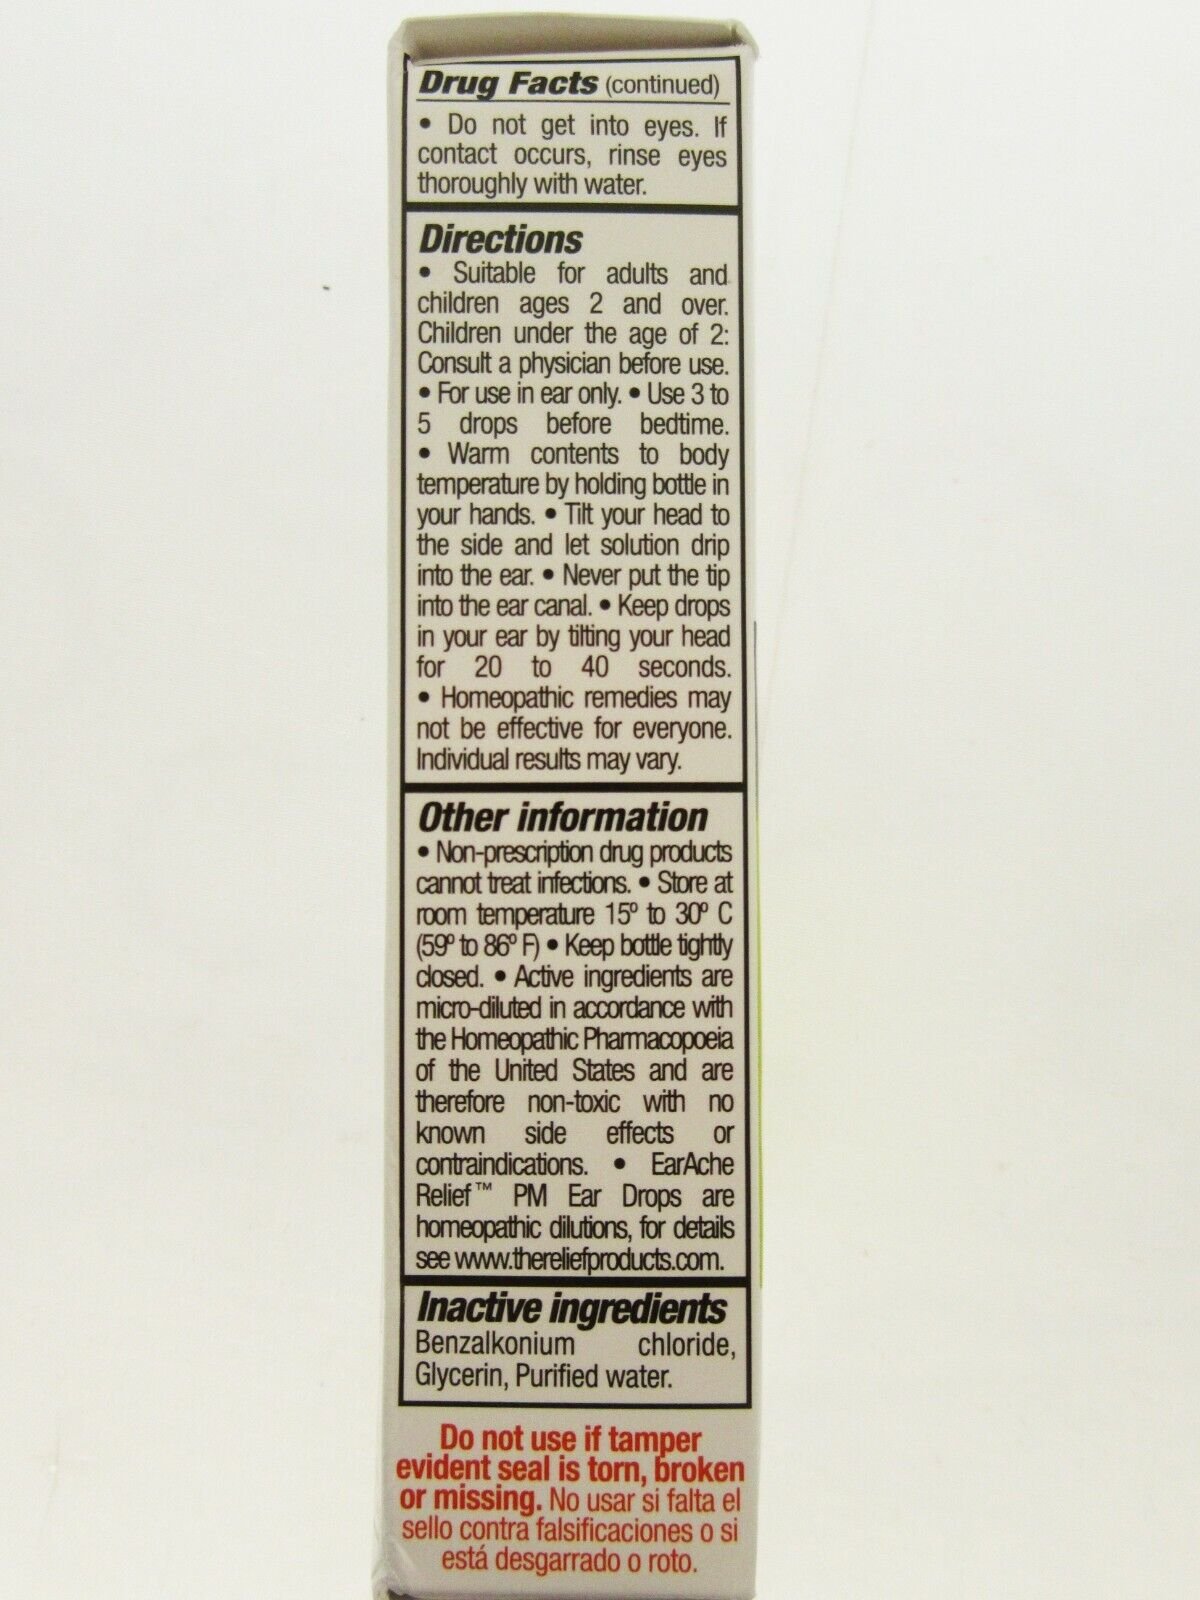 Drug Facts (continued)
• Do not get into eyes. If
contact occurs, rinse eyes
thoroughly with water.
Directions
• Suitable for adults and
children ages 2 and over.
Children under the age of 2:
Consult a physician before use.
• For use in ear only. • Use 3 to
5 drops before bedtime.
• Warm contents to body
temperature by holding bottle in
your hands. • Tilt your head to
the side and let solution drip
into the ear. • Never put the tip
into the ear canal. • Keep drops
in your ear by tilting your head
for 20 to 40 seconds.
• Homeopathic remedies may
not be effective for everyone.
Individual results may vary.
Other information
• Non-prescription drug products
cannot treat infections. • Store at
room temperature 15º to 30º C
(59º to 86º F) • Keep bottle tightly
closed. • Active ingredients are
micro-diluted in accordance with
the Homeopathic Pharmacopoeia
of the United States and are
therefore non-toxic with no
known side effects or
contraindications. • EarAche
Relief™ PM Ear Drops are
homeopathic dilutions, for details
see www.thereliefproducts.com.
Inactive ingredients
Benzalkonium chloride,
Glycerin, Purified water.
Do not use if tamper
evident seal is torn, broken
or missing. No usar si falta el
sello contra falsificaciones o si
está desgarrado o roto.